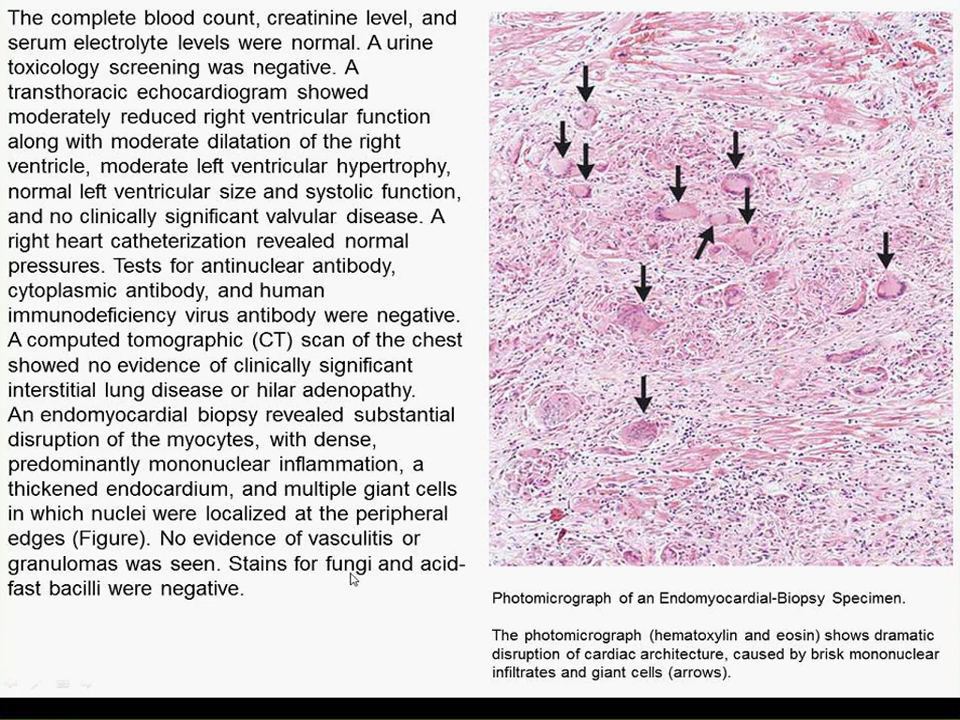 The complete blood count, creatinine level, and
serum electrolyte levels were normal. A urine
toxicology screening was negative. A
transthoracic echocardiogram showed
moderately reduced right ventricular function
along with moderate dilatation of the right
ventricle, moderate left ventricular hypertrophy,
normal left ventricular size and systolic function,
and no clinically significant valvular disease. A
right heart catheterization revealed normal
pressures. Tests for antinuclear antibody,
cytoplasmic antibody, and human
immunodeficiency virus antibody were negative.
A computed tomographic (CT) scan of the chest
showed no evidence of clinically significant
interstitial lung disease or hilar adenopathy.
An endomyocardial biopsy revealed substantial
disruption of the myocytes, with dense,
predominantly mononuclear inflammation, a
thickened endocardium, and multiple giant cells
in which nuclei were localized at the peripheral
edges (Figure). No evidence of vasculitis or
granulomas was seen. Stains for fungi and acid-
fast bacilli were negative.
Photomicrograph of an Endomyocardial-Biopsy Specimen.
The photomicrograph (hematoxylin and eosin) shows dramatic
disruption of cardiac architecture, caused by brisk mononuclear
infiltrates and giant cells (arrows).